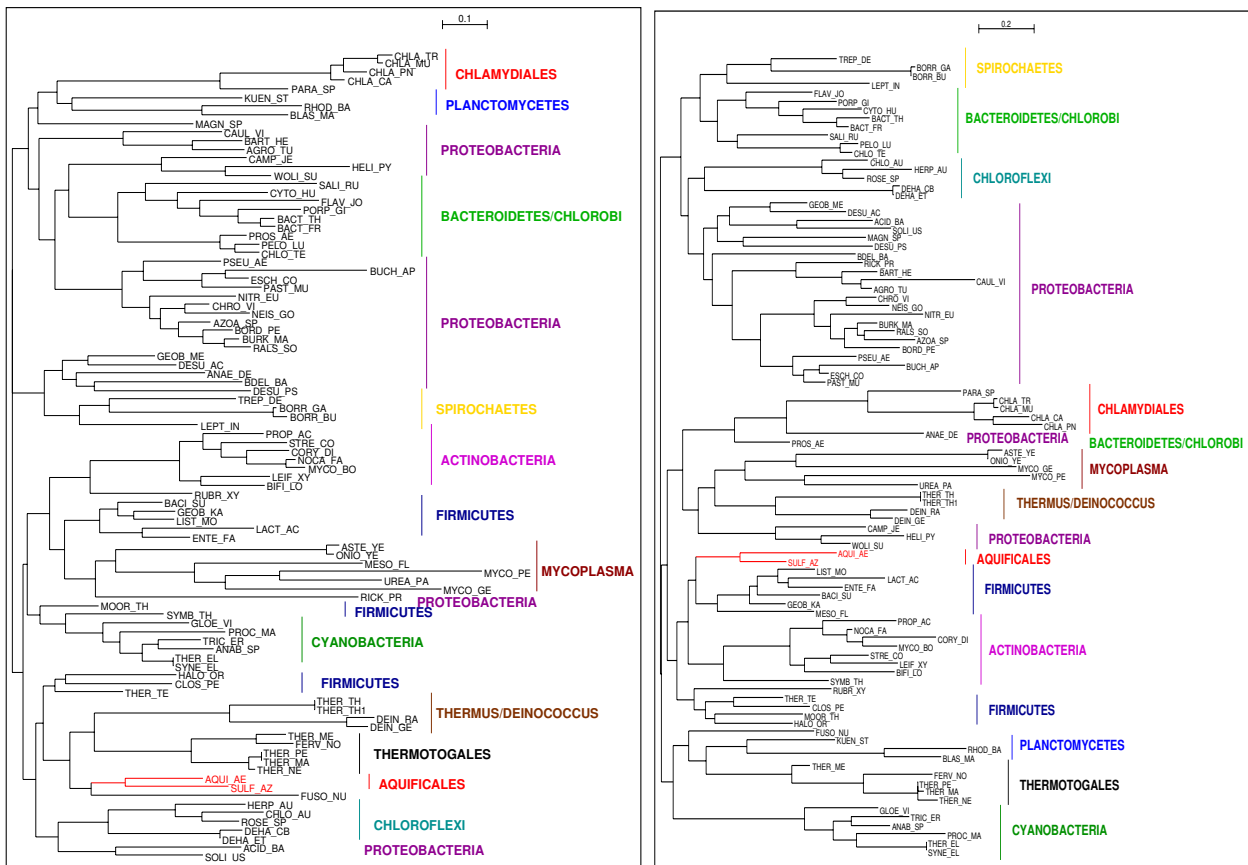 0.1
CHLA_TR
CHLA_MU
CHLA_PN
CHLA_CA
PARA_SP
CHLAMYDIALES
KUEN_ST
RHOD_BA
BLAS_MA
PLANCTOMYCETES
MAGN_SP
CAUL_VI
BART_HE
AGRO_TU
CAMP_JE
HELI_PY
WOLI_SU
PROTEOBACTERIA
SALI_RU
CYTO_HU
FLAV_JO
PORP_GI
BACT_TH
BACT_FR
PROS_AE
PELO_LU
CHLO_TE
BACTEROIDETES/CHLOROBI
PSEU_AE
BUCH_AP
ESCH_CO
PAST_MU
NITR_EU
CHRO_VI
NEIS_GO
AZOA_SP
BORD_PE
BURK_MA
RALS_SO
PROTEOBACTERIA
GEOB_ME
DESU_AC
ANAE_DE
BDEL_BA
DESU_PS
TREP_DE
BORR_GA
BORR_BU
LEPT_IN
SPIROCHAETES
PROP_AC
STRE_CO
CORY_DI
NOCA_FA
MYCO_BO
LEIF_XY
BIFI_LO
RUBR_XY
ACTINOBACTERIA
BACI_SU
GEOB_KA
LIST_MO
LACT_AC
ENTE_FA
FIRMICUTES
ASTE_YE
ONIO_YE
MESO_FL
MYCO_PE
UREA_PA
MYCO_GE
MYCOPLASMA
RICK_PR
PROTEOBACTERIA
MOOR_TH
SYMB_TH
FIRMICUTES
GLOE_VI
PROC_MA
TRIC_ER
ANAB_SP
THER_EL
SYNE_EL
CYANOBACTERIA
HALO_OR
CLOS_PE
THER_TE
FIRMICUTES
THER_TH
THER_TH1
DEIN_RA
DEIN_GE
THERMUS/DEINOCOCCUS
THER_ME
FERV_NO
THER_PE
THER_MA
THER_NE
THERMOTOGALES
AQUI_AE
SULF_AZ
AQUIFICALES
FUSO_NU
HERP_AU
CHLO_AU
ROSE_SP
DEHA_CB
DEHA_ET
CHLOROFLEXI
ACID_BA
SOLI_US
PROTEOBACTERIA
0.2
TREP_DE
BORR_GA
BORR_BU
LEPT_IN
SPIROCHAETES
FLAV_JO
PORP_GI
CYTO_HU
BACT_TH
BACT_FR
SALI_RU
PELO_LU
CHLO_TE
BACTEROIDETES/CHLOROBI
CHLO_AU
HERP_AU
ROSE_SP
DEHA_CB
DEHA_ET
CHLOROFLEXI
GEOB_ME
DESU_AC
ACID_BA
SOLI_US
MAGN_SP
DESU_PS
BDEL_BA
RICK_PR
BART_HE
CAUL_VI
AGRO_TU
CHRO_VI
NEIS_GO
NITR_EU
BURK_MA
RALS_SO
AZOA_SP
BORD_PE
PSEU_AE
BUCH_AP
ESCH_CO
PAST_MU
PROTEOBACTERIA
PARA_SP
CHLA_TR
CHLA_MU
CHLA_CA
CHLA_PN
CHLAMYDIALES
ANAE_DE
PROTEOBACTERIA
PROS_AE
BACTEROIDETES/CHLOROBI
ASTE_YE
ONIO_YE
MYCO_GE
MYCO_PE
UREA_PA
MYCOPLASMA
THER_TH
THER_TH1
DEIN_RA
DEIN_GE
THERMUS/DEINOCOCCUS
CAMP_JE
HELI_PY
WOLI_SU
PROTEOBACTERIA
AQUI_AE
SULF_AZ
AQUIFICALES
LIST_MO
LACT_AC
ENTE_FA
BACI_SU
GEOB_KA
MESO_FL
FIRMICUTES
PROP_AC
NOCA_FA
CORY_DI
MYCO_BO
STRE_CO
LEIF_XY
BIFI_LO
SYMB_TH
ACTINOBACTERIA
RUBR_XY
THER_TE
CLOS_PE
MOOR_TH
HALO_OR
FIRMICUTES
FUSO_NU
KUEN_ST
RHOD_BA
BLAS_MA
PLANCTOMYCETES
THER_ME
FERV_NO
THER_PE
THER_MA
THER_NE
THERMOTOGALES
GLOE_VI
TRIC_ER
ANAB_SP
PROC_MA
THER_EL
SYNE_EL
CYANOBACTERIA